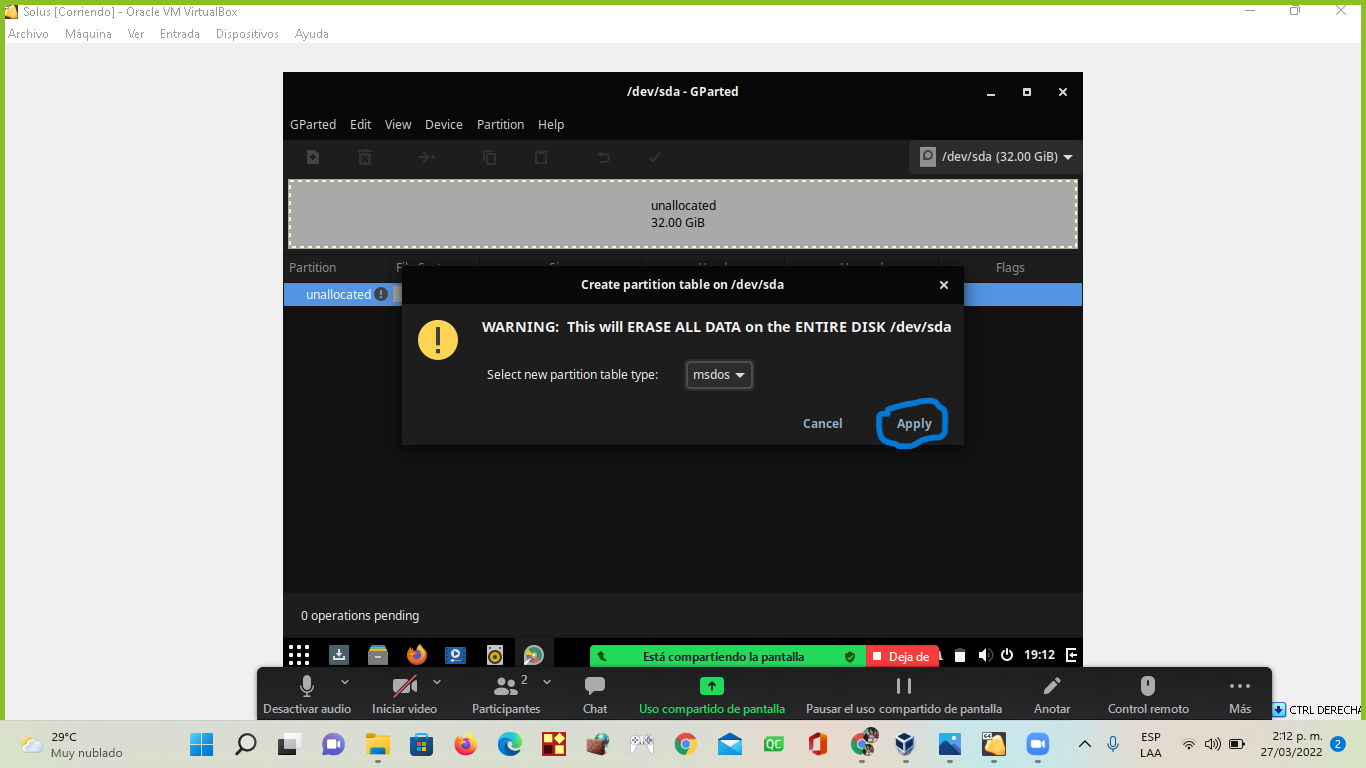 Solus [Corriendo] - Oracle VM VirtualBox
Archivo Máquina Ver Entrada Dispositivos Ayuda
/dev/sda - GParted
GParted Edit View Device Partition Help
/dev/sda (32.00 GiB)
unallocated
32.00 GiB
Partition Flags
unallocated
Create partition table on /dev/sda
WARNING: This will ERASE ALL DATA on the ENTIRE DISK /dev/sda
Select new partition table type: msdos
Cancel Apply
0 operations pending
Está compartiendo la pantalla Deja de 19:12
2
Desactivar audio Iniciar video Participantes Chat Uso compartido de pantalla Pausar el uso compartido de pantalla Anotar Control remoto Más
CTRL DERECHA
29°C
Muy nublado
QC
ESP
LAA
2:12 p. m.
27/03/2022
2